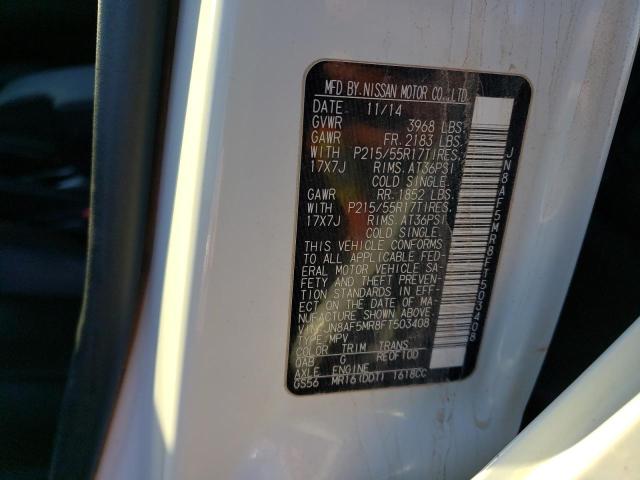 MFD BY.NISSAN MOTOR CO.,LTD.
DATE 11/14
GVWR 3968 LBS.
GAWR FR.2183 LBS.
WITH P215/55R17TIRES,
17X7J RIMS,AT36PSI
COLD SINGLE.
GAWR RR.1852 LBS.
WITH P215/55R17TIRES,
17X7J RIMS,AT36PSI
COLD SINGLE.
THIS VEHICLE CONFORMS
TO ALL APPLICABLE FED-
ERAL MOTOR VEHICLE SA-
FETY AND THEFT PREVEN-
TION STANDARDS IN EFF-
ECT ON THE DATE OF MA-
NUFACTURE SHOWN ABOVE.
VIN/ JN8AF5MR8FT503408
TYPE/MPV
COLOR TRIM TRANS
QAB G RE0F10D
AXLE ENGINE
GS56 MR16(DDT) 1618CC
JN8AF5MR8FT503408